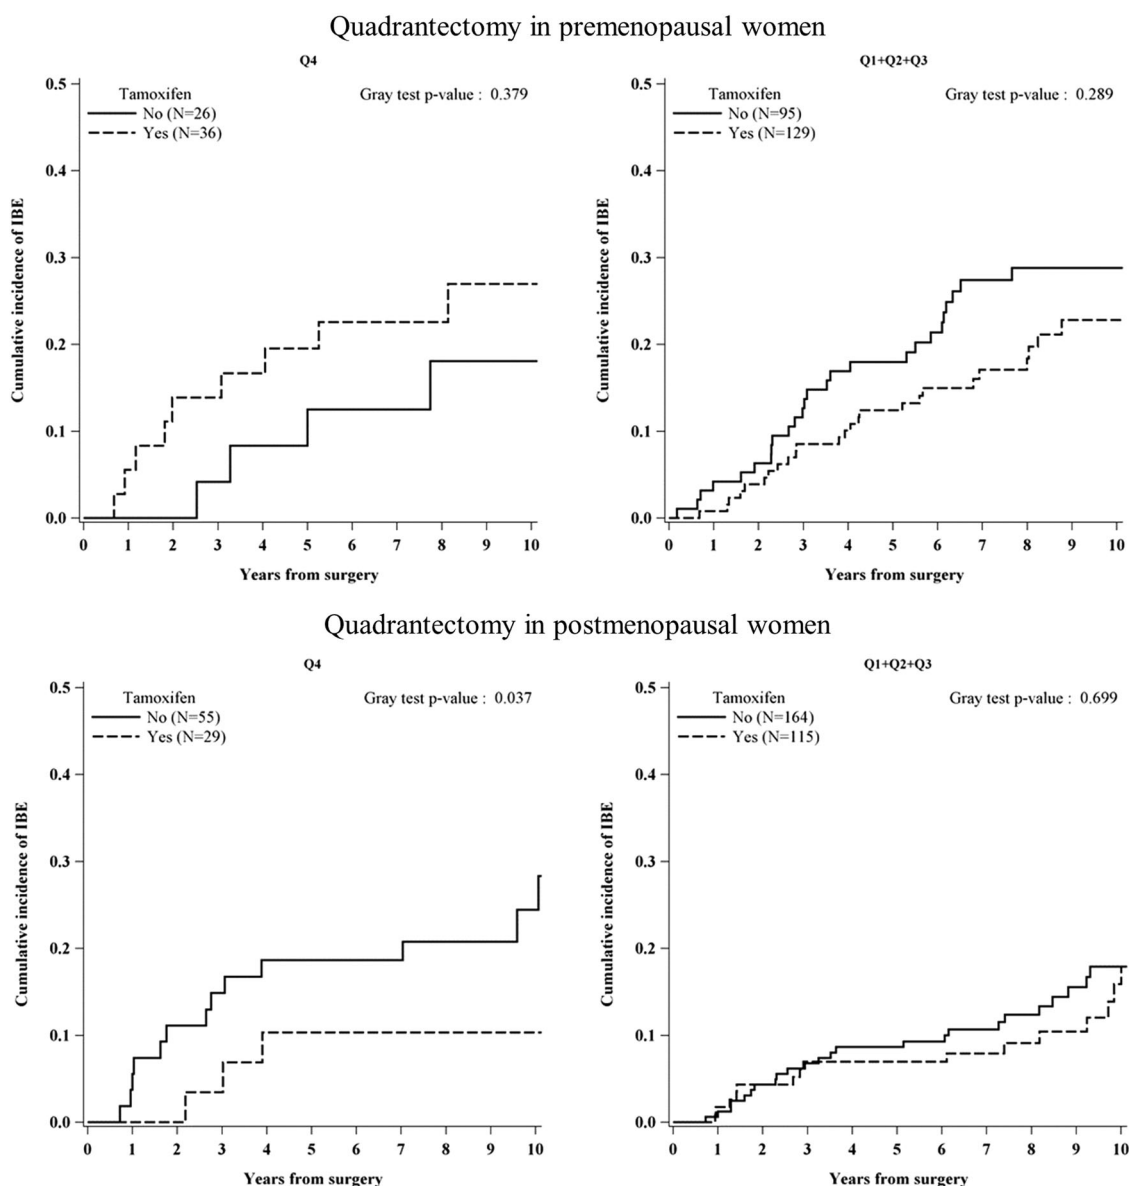 Quadrantectomy in premenopausal women
Q4
Tamoxifen
No (N=26)
Yes (N=36)
Gray test p-value : 0.379
0.5
0.4
0.3
0.2
0.1
0.0
Cumulative incidence of IBE
0 1 2 3 4 5 6 7 8 9 10
Years from surgery
Q1+Q2+Q3
Tamoxifen
No (N=95)
Yes (N=129)
Gray test p-value : 0.289
0.5
0.4
0.3
0.2
0.1
0.0
Cumulative incidence of IBE
0 1 2 3 4 5 6 7 8 9 10
Years from surgery
Quadrantectomy in postmenopausal women
Q4
Tamoxifen
No (N=55)
Yes (N=29)
Gray test p-value : 0.037
0.5
0.4
0.3
0.2
0.1
0.0
Cumulative incidence of IBE
0 1 2 3 4 5 6 7 8 9 10
Years from surgery
Q1+Q2+Q3
Tamoxifen
No (N=164)
Yes (N=115)
Gray test p-value : 0.699
0.5
0.4
0.3
0.2
0.1
0.0
Cumulative incidence of IBE
0 1 2 3 4 5 6 7 8 9 10
Years from surgery